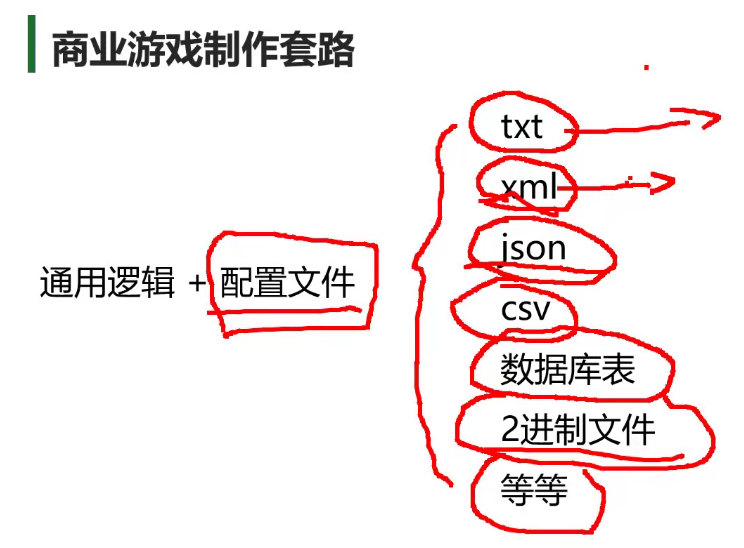 商业游戏制作套路
txt
xml
json
通用逻辑 + 配置文件
csv
数据库表
2进制文件
等等